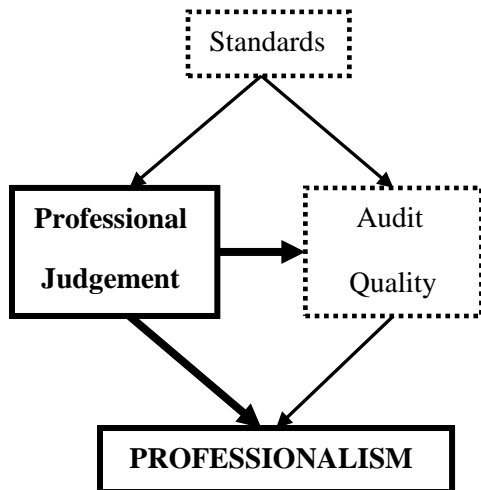 Standards
Professional
Judgement
Audit
Quality
PROFESSIONALISM